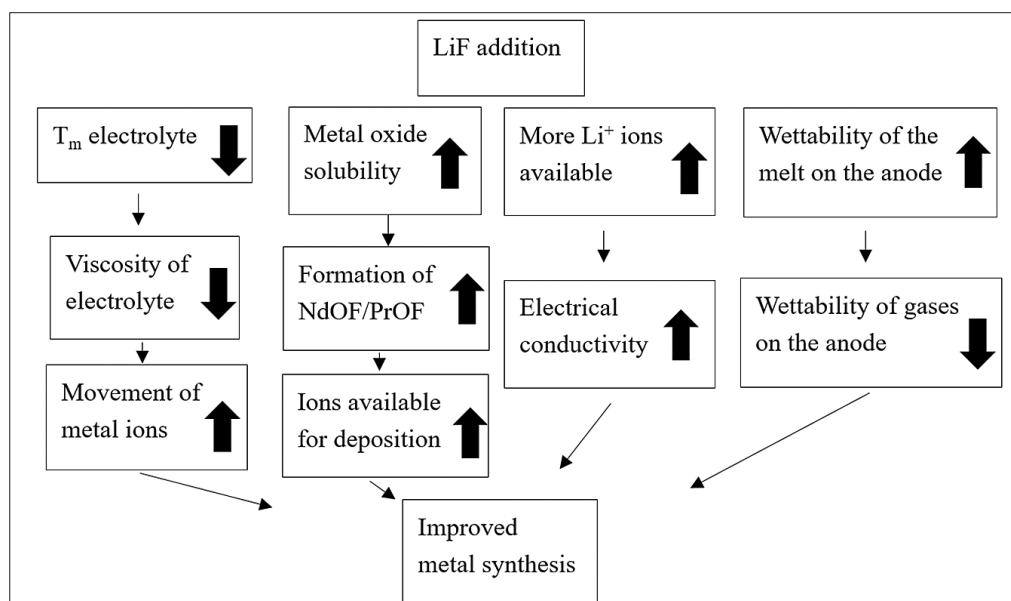 LiF addition
T_m electrolyte
Viscosity of
electrolyte
Movement of
metal ions
Metal oxide
solubility
Formation of
NdOF/PrOF
Ions available
for deposition
More Li⁺ ions
available
Electrical
conductivity
Wettability of the
melt on the anode
Wettability of gases
on the anode
Improved
metal synthesis